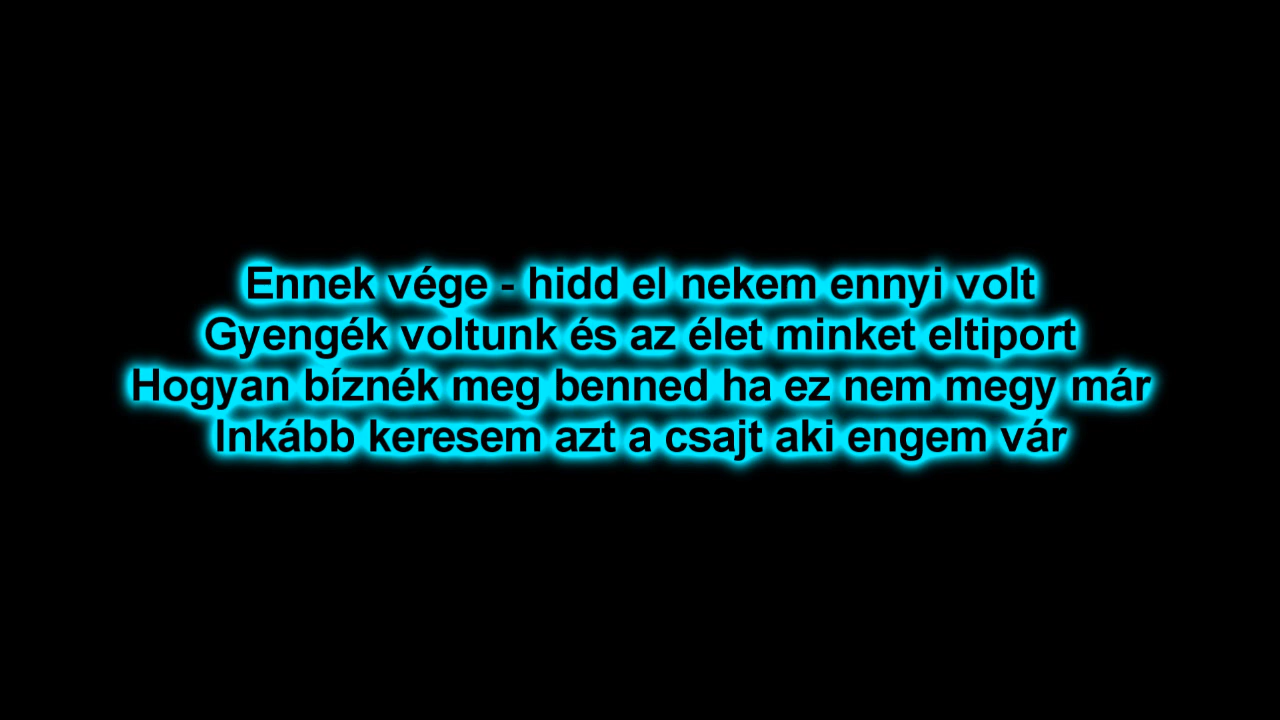 Ennek vége - hidd el nekem ennyi volt
Gyengék voltunk és az élet minket eltiport
Hogyan bíznék meg benned ha ez nem megy már
Inkább keresem azt a csajt aki engem vár